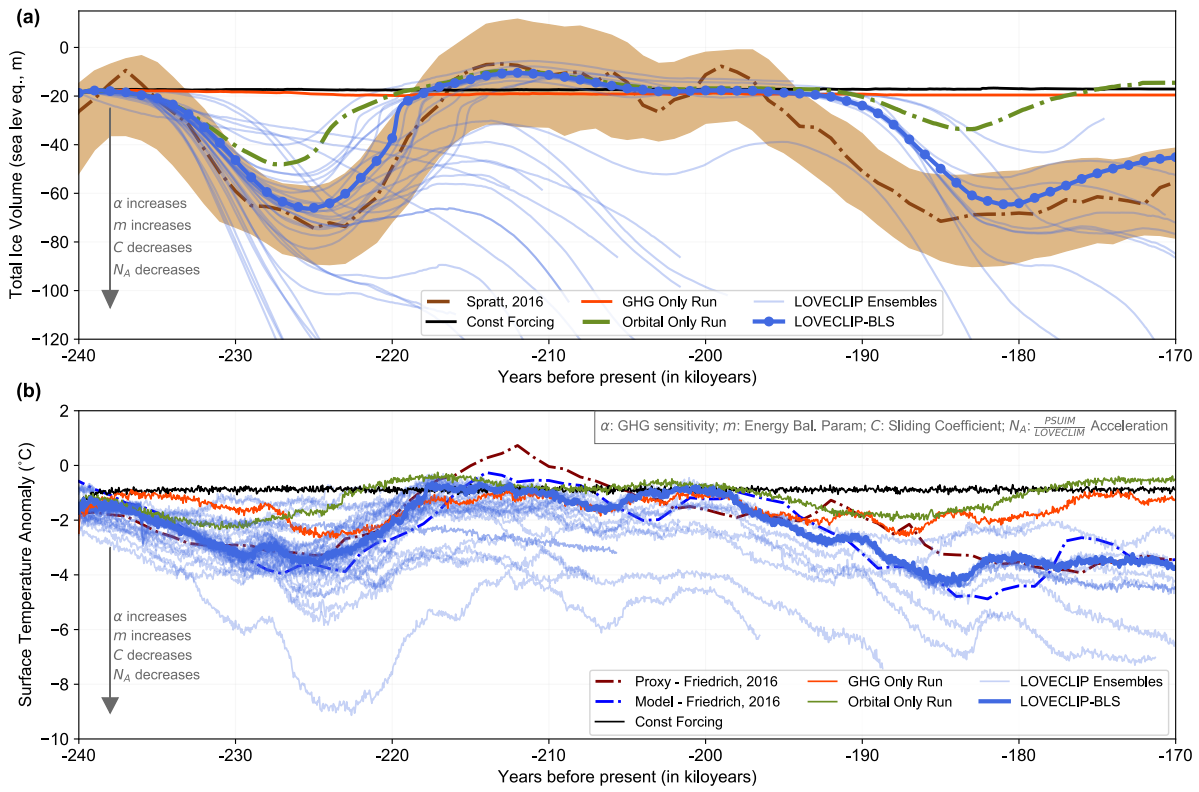 (a)
0
−20
−40
−60
−80
−100
−120
Total Ice Volume (sea lev eq., m)
α increases
m increases
C decreases
N_A decreases
Spratt, 2016
Const Forcing
GHG Only Run
Orbital Only Run
LOVECLIP Ensembles
LOVECLIP-BLS
-240
-230
-220
-210
-200
-190
-180
-170
Years before present (in kiloyears)
(b)
2
0
−2
−4
−6
−8
−10
Surface Temperature Anomaly (˚C)
α: GHG sensitivity; m: Energy Bal. Param; C: Sliding Coefficient; N_A: PSUIM/LOVECLIM Acceleration
α increases
m increases
C decreases
N_A decreases
Proxy - Friedrich, 2016
Model - Friedrich, 2016
Const Forcing
GHG Only Run
Orbital Only Run
LOVECLIP Ensembles
LOVECLIP-BLS
-240
-230
-220
-210
-200
-190
-180
-170
Years before present (in kiloyears)